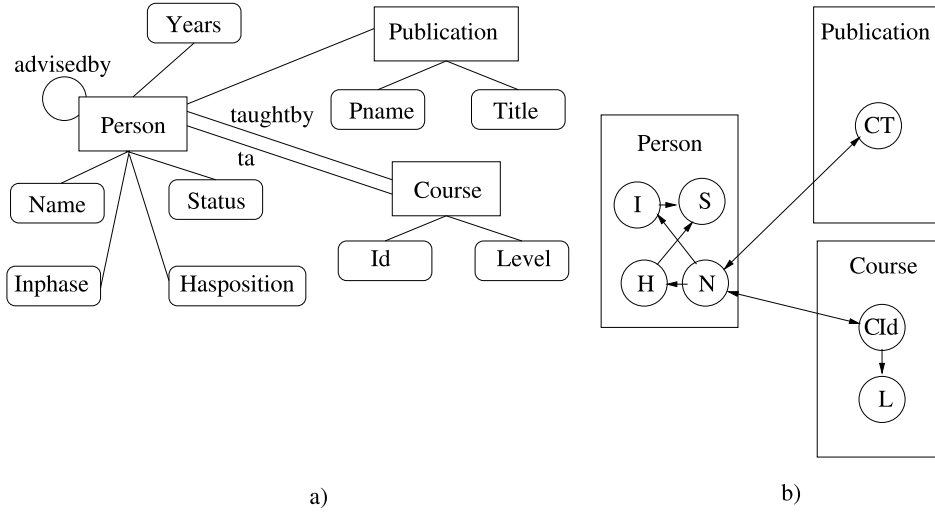 Years
Publication
advisedby
Pname
Title
Person
taughtby
ta
Course
Name
Status
Id
Level
Inphase
Hasposition
a)
Publication
CT
Person
I
S
H
N
Course
CId
L
b)